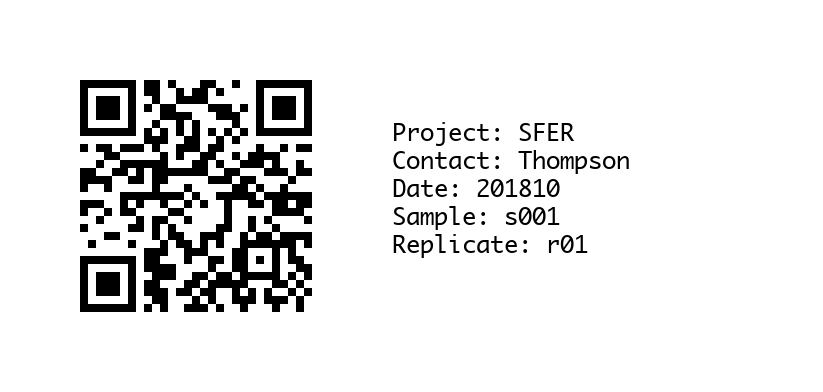 Project: SFER
Contact: Thompson
Date: 201810
Sample: s001
Replicate: r01